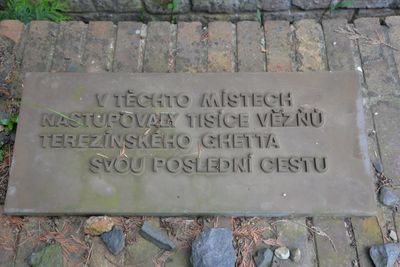 V TĚCHTO MÍSTECH
NASTUPOVALY TISÍCE VĚZŇŮ
TEREZÍNSKÉHO GHETTA
SVOU POSLEDNÍ CESTU